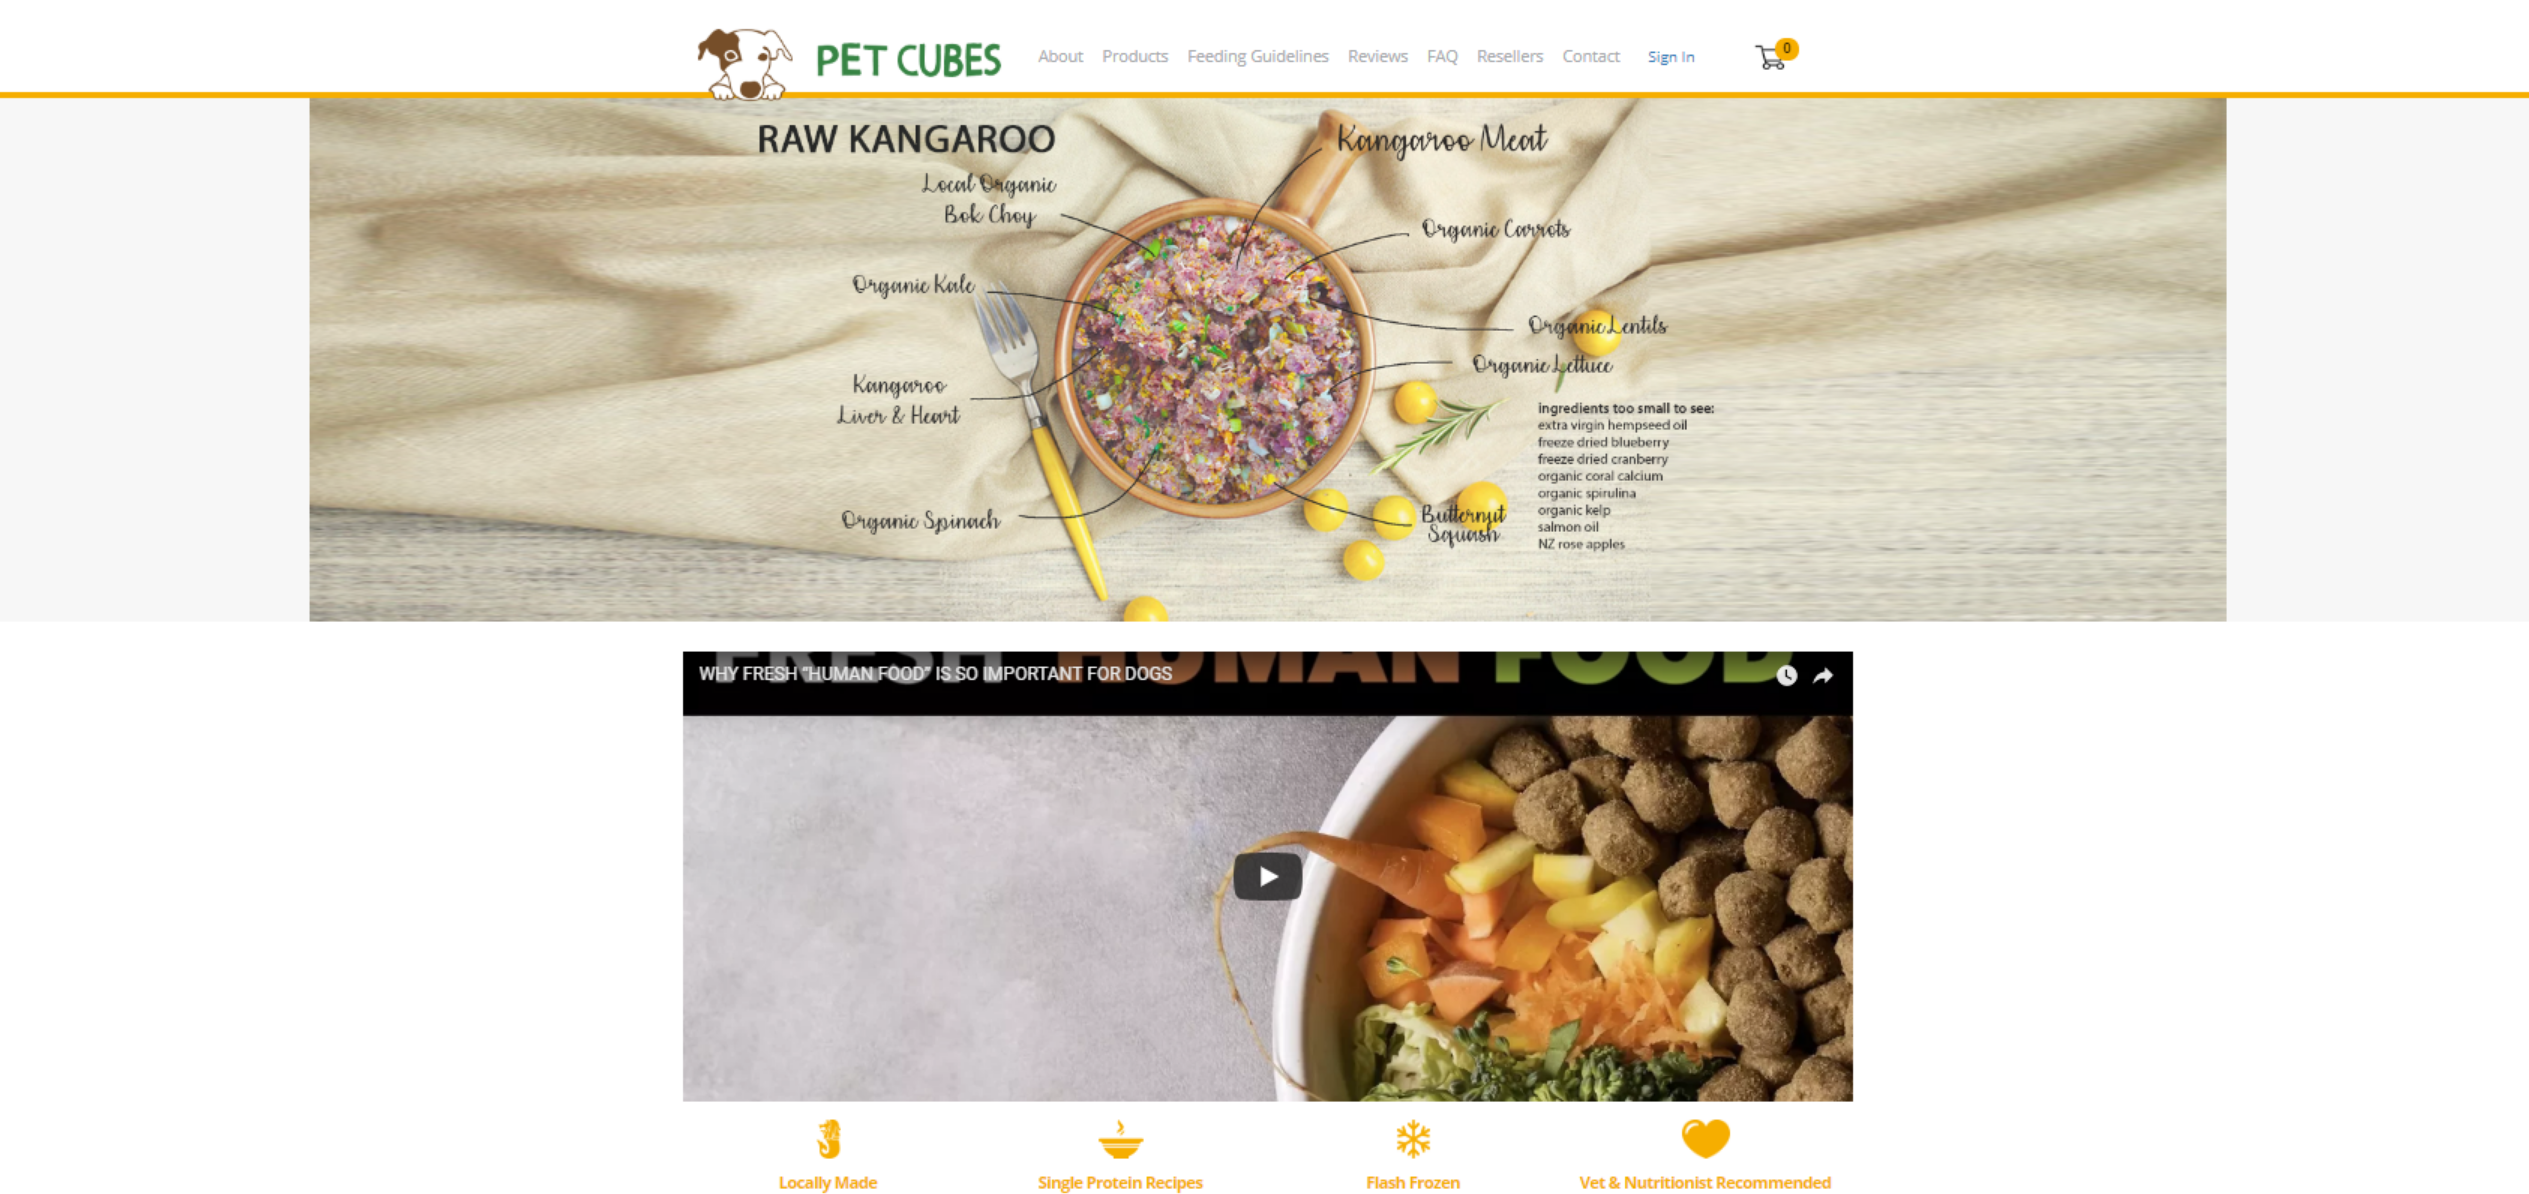 PET CUBES
About Products Feeding Guidelines Reviews FAQ Resellers Contact Sign In
0
RAW KANGAROO
Local Organic
Bok Choy
Organic Kale
Kangaroo
Liver & Heart
Organic Spinach
Kangaroo Meat
Organic Carrots
Organic Lentils
Organic Lettuce
Butternut
Squash
ingredients too small to see:
extra virgin hempseed oil
freeze dried blueberry
freeze dried cranberry
organic coral calcium
organic spirulina
organic kelp
salmon oil
NZ rose apples
FRESH HUMAN FOOD
WHY FRESH “HUMAN FOOD” IS SO IMPORTANT FOR DOGS
Locally Made
Single Protein Recipes
Flash Frozen
Vet & Nutritionist Recommended